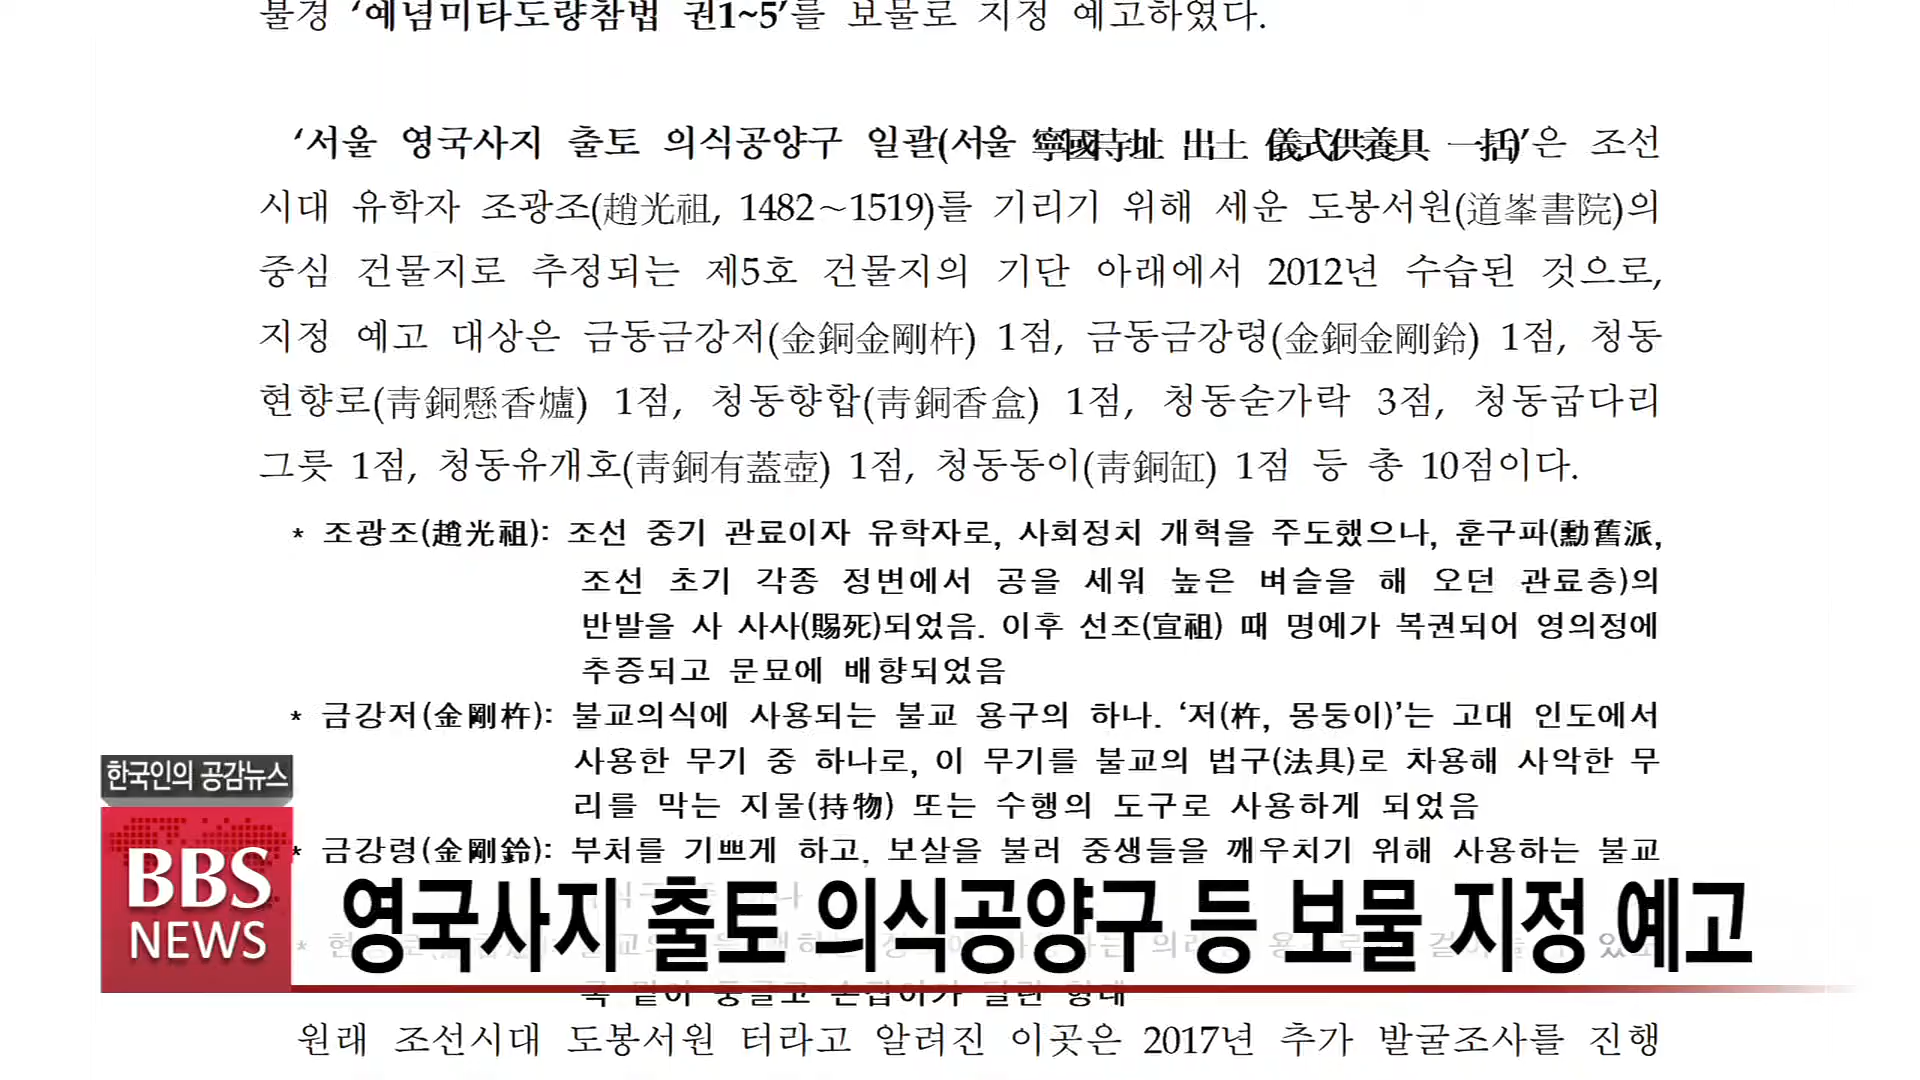 불경 ‘예념미타도량참법 권1~5’를 보물로 지정 예고하였다.
‘서울 영국사지 출토 의식공양구 일괄(서울 寧國寺址 出土 儀式供養具 一括)’은 조선
시대 유학자 조광조(趙光祖, 1482～1519)를 기리기 위해 세운 도봉서원(道峯書院)의
중심 건물지로 추정되는 제5호 건물지의 기단 아래에서 2012년 수습된 것으로,
지정 예고 대상은 금동금강저(金銅金剛杵) 1점, 금동금강령(金銅金剛鈴) 1점, 청동
현향로(靑銅懸香爐) 1점, 청동향합(靑銅香盒) 1점, 청동숟가락 3점, 청동굽다리
그릇 1점, 청동유개호(靑銅有蓋壺) 1점, 청동동이(靑銅缸) 1점 등 총 10점이다.
* 조광조(趙光祖): 조선 중기 관료이자 유학자로, 사회정치 개혁을 주도했으나, 훈구파(勳舊派,
조선 초기 각종 정변에서 공을 세워 높은 벼슬을 해 오던 관료층)의
반발을 사 사사(賜死)되었음. 이후 선조(宣祖) 때 명예가 복권되어 영의정에
추증되고 문묘에 배향되었음
* 금강저(金剛杵): 불교의식에 사용되는 불교 용구의 하나. ‘저(杵, 몽둥이)’는 고대 인도에서
사용한 무기 중 하나로, 이 무기를 불교의 법구(法具)로 차용해 사악한 무
리를 막는 지물(持物) 또는 수행의 도구로 사용하게 되었음
* 금강령(金剛鈴): 부처를 기쁘게 하고, 보살을 불러 중생들을 깨우치기 위해 사용하는 불교
한국인의 공감뉴스
BBS
NEWS
영국사지 출토 의식공양구 등 보물 지정 예고
원래 조선시대 도봉서원 터라고 알려진 이곳은 2017년 추가 발굴조사를 진행